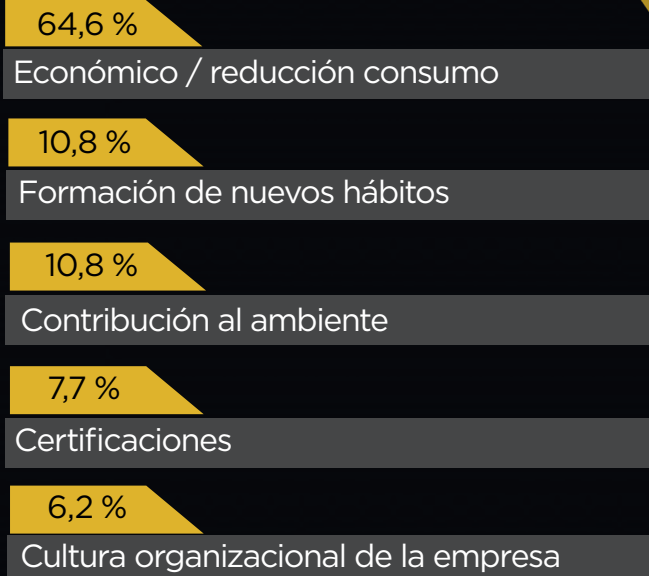 64,6 %
Económico / reducción consumo
10,8 %
Formación de nuevos hábitos
10,8 %
Contribución al ambiente
7,7 %
Certificaciones
6,2 %
Cultura organizacional de la empresa